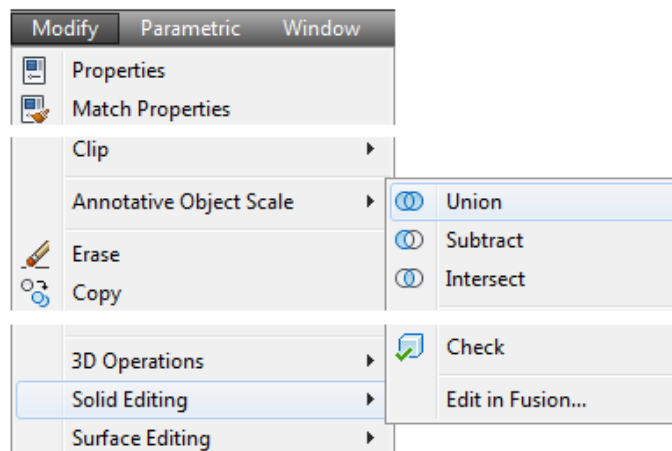 Modify Parametric Window
Properties
Match Properties
Clip
Annotative Object Scale
Erase
Copy
3D Operations
Solid Editing
Surface Editing
Union
Subtract
Intersect
Check
Edit in Fusion...